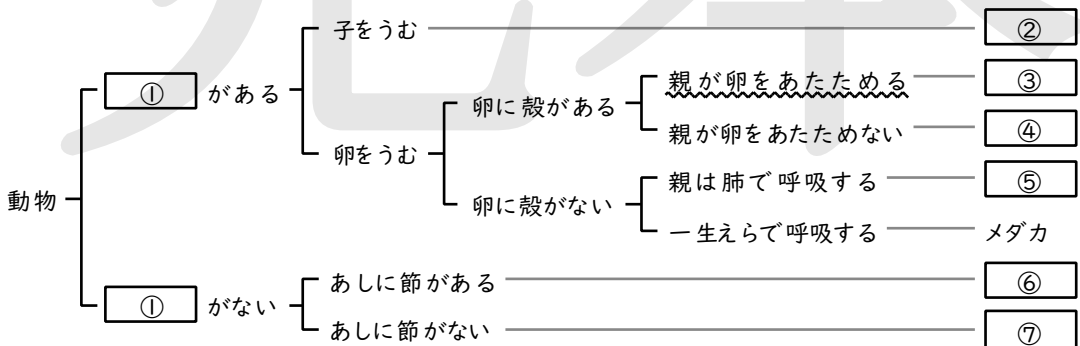 子をうむ
②
① がある
親が卵をあたためる
③
卵に殻がある
親が卵をあたためない
④
卵をうむ
親は肺で呼吸する
⑤
動物
卵に殻がない
一生えらで呼吸する
メダカ
あしに節がある
⑥
① がない
あしに節がない
⑦